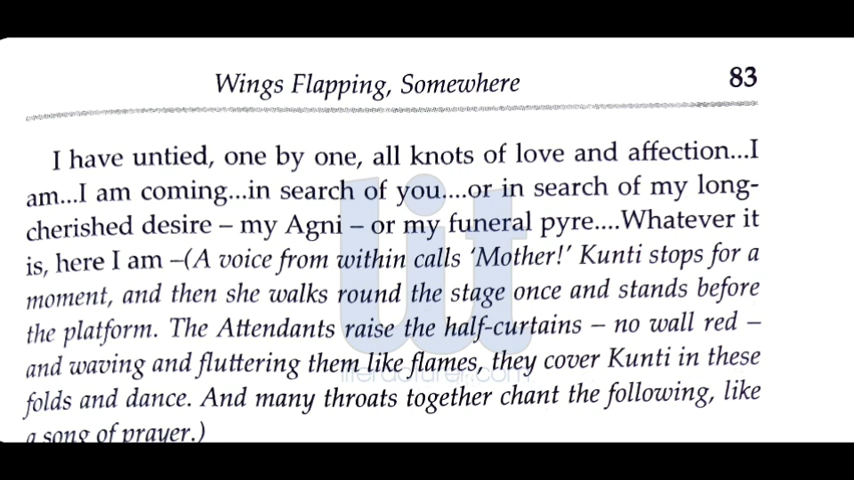 Wings Flapping, Somewhere 83
I have untied, one by one, all knots of love and affection...I
am...I am coming...in search of you....or in search of my long-
cherished desire – my Agni – or my funeral pyre....Whatever it
is, here I am –(A voice from within calls 'Mother!' Kunti stops for a
moment, and then she walks round the stage once and stands before
the platform. The Attendants raise the half-curtains – no wall red –
and waving and fluttering them like flames, they cover Kunti in these
folds and dance. And many throats together chant the following, like
a song of prayer.)
lit
literacurer.com